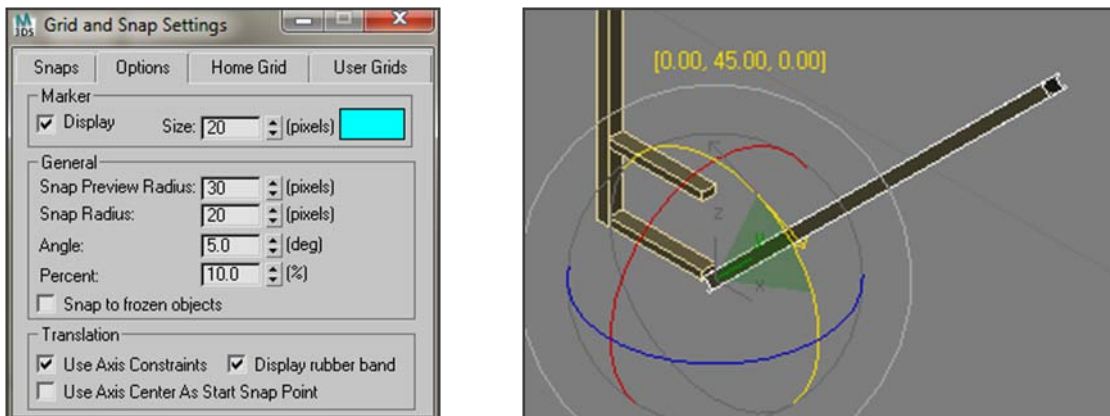 3DS
Grid and Snap Settings
Snaps Options Home Grid User Grids
Marker
Display Size: 20 (pixels)
General
Snap Preview Radius: 30 (pixels)
Snap Radius: 20 (pixels)
Angle: 5.0 (deg)
Percent: 10.0 (%)
Snap to frozen objects
Translation
Use Axis Constraints Display rubber band
Use Axis Center As Start Snap Point
[0.00, 45.00, 0.00]
z
y
x